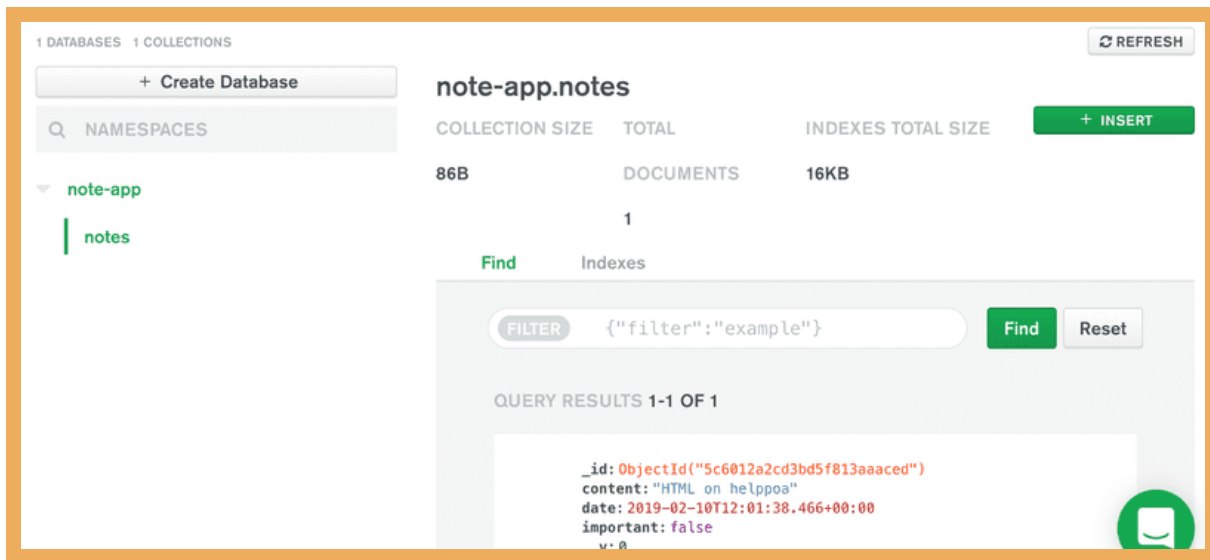 1 DATABASES 1 COLLECTIONS
REFRESH
+ Create Database
NAMESPACES
note-app
notes
note-app.notes
+ INSERT
COLLECTION SIZE TOTAL DOCUMENTS INDEXES TOTAL SIZE
86B 1 16KB
Find Indexes
FILTER {"filter":"example"} Find Reset
QUERY RESULTS 1-1 OF 1
_id: ObjectId("5c6012a2cd3bd5f813aaaced")
content: "HTML on helppoa"
date: 2019-02-10T12:01:38.466+00:00
important: false
__v: 0